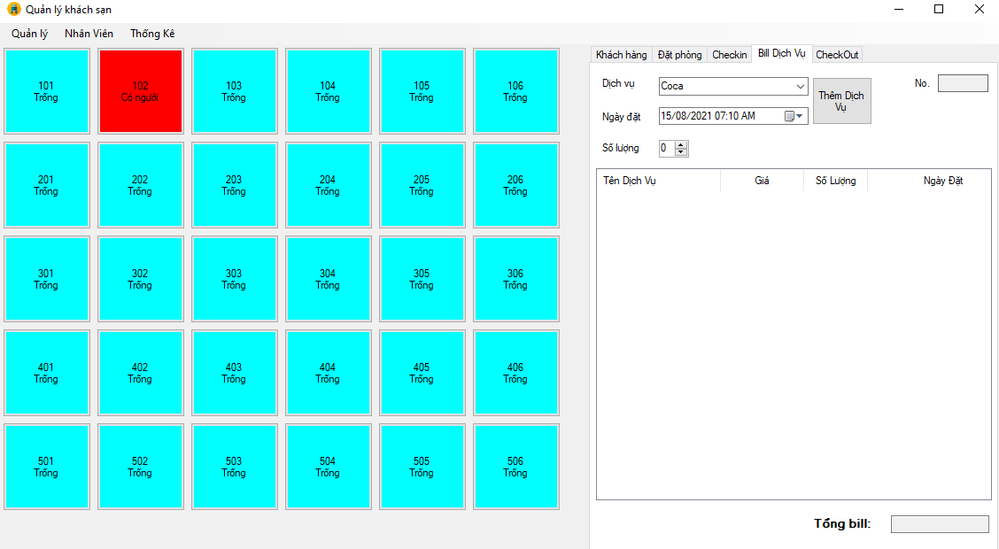 Quản lý khách sạn
Quản lý Nhân Viên Thống Kê
101 Trống
102 Có người
103 Trống
104 Trống
105 Trống
106 Trống
201 Trống
202 Trống
203 Trống
204 Trống
205 Trống
206 Trống
301 Trống
302 Trống
303 Trống
304 Trống
305 Trống
306 Trống
401 Trống
402 Trống
403 Trống
404 Trống
405 Trống
406 Trống
501 Trống
502 Trống
503 Trống
504 Trống
505 Trống
506 Trống
Khách hàng Đặt phòng Checkin Bill Dịch Vụ CheckOut
Dịch vụ Coca
Thêm Dịch
Vụ
No.
Ngày đặt 15/08/2021 07:10 AM
Số lượng 0
Tên Dịch Vụ Giá Số Lượng Ngày Đặt
Tổng bill: